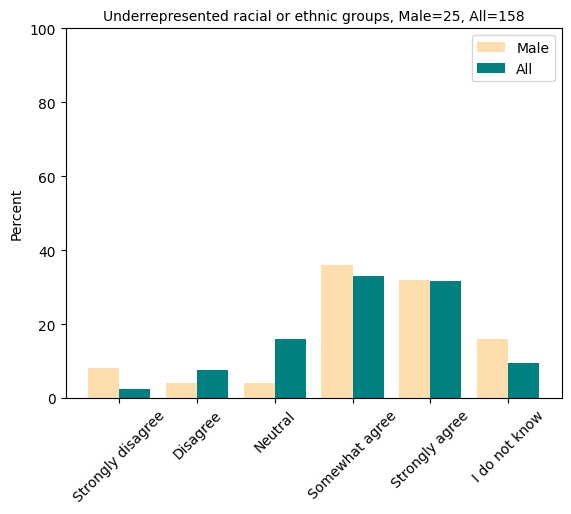 Underrepresented racial or ethnic groups, Male=25, All=158
Male
All
Percent
100
80
60
40
20
0
Strongly disagree
Disagree
Neutral
Somewhat agree
Strongly agree
I do not know